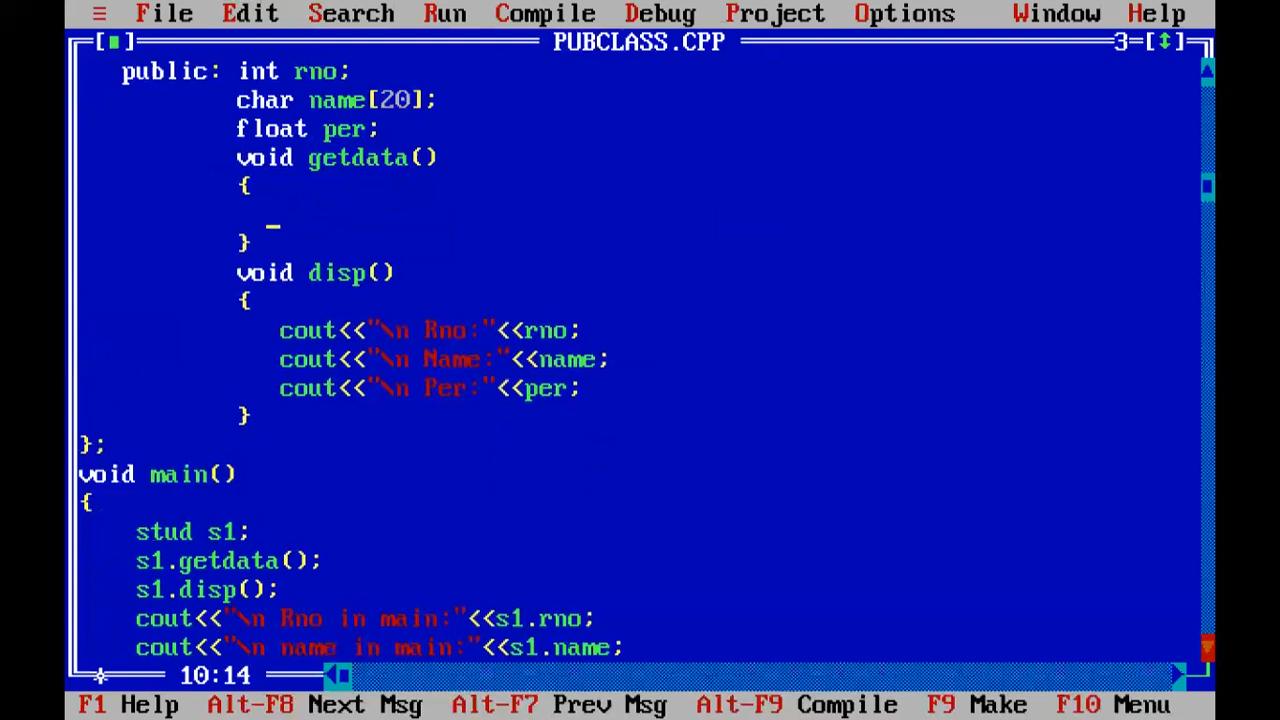 ≡ File Edit Search Run Compile Debug Project Options Window Help
[■] PUBCLASS.CPP 3=[↕]
public: int rno;
char name[20];
float per;
void getdata()
{
_
}
void disp()
{
cout<<"\n Rno:"<<rno;
cout<<"\n Name:"<<name;
cout<<"\n Per:"<<per;
}
};
void main()
{
stud s1;
s1.getdata();
s1.disp();
cout<<"\n Rno in main:"<<s1.rno;
cout<<"\n name in main:"<<s1.name;
10:14
F1 Help Alt-F8 Next Msg Alt-F7 Prev Msg Alt-F9 Compile F9 Make F10 Menu